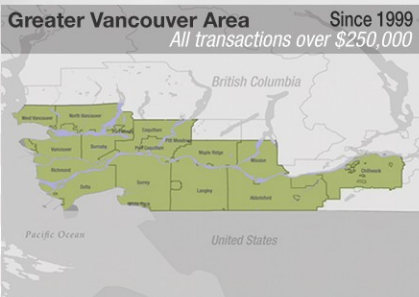 Greater Vancouver Area
Since 1999
All transactions over $250,000
British Columbia
West Vancouver
North Vancouver
Coquitlam
Pitt Meadows
Vancouver
Burnaby
Port Coquitlam
Maple Ridge
Mission
Richmond
Chilliwack
Delta
Surrey
Langley
Abbotsford
White Rock
Pacific Ocean
United States